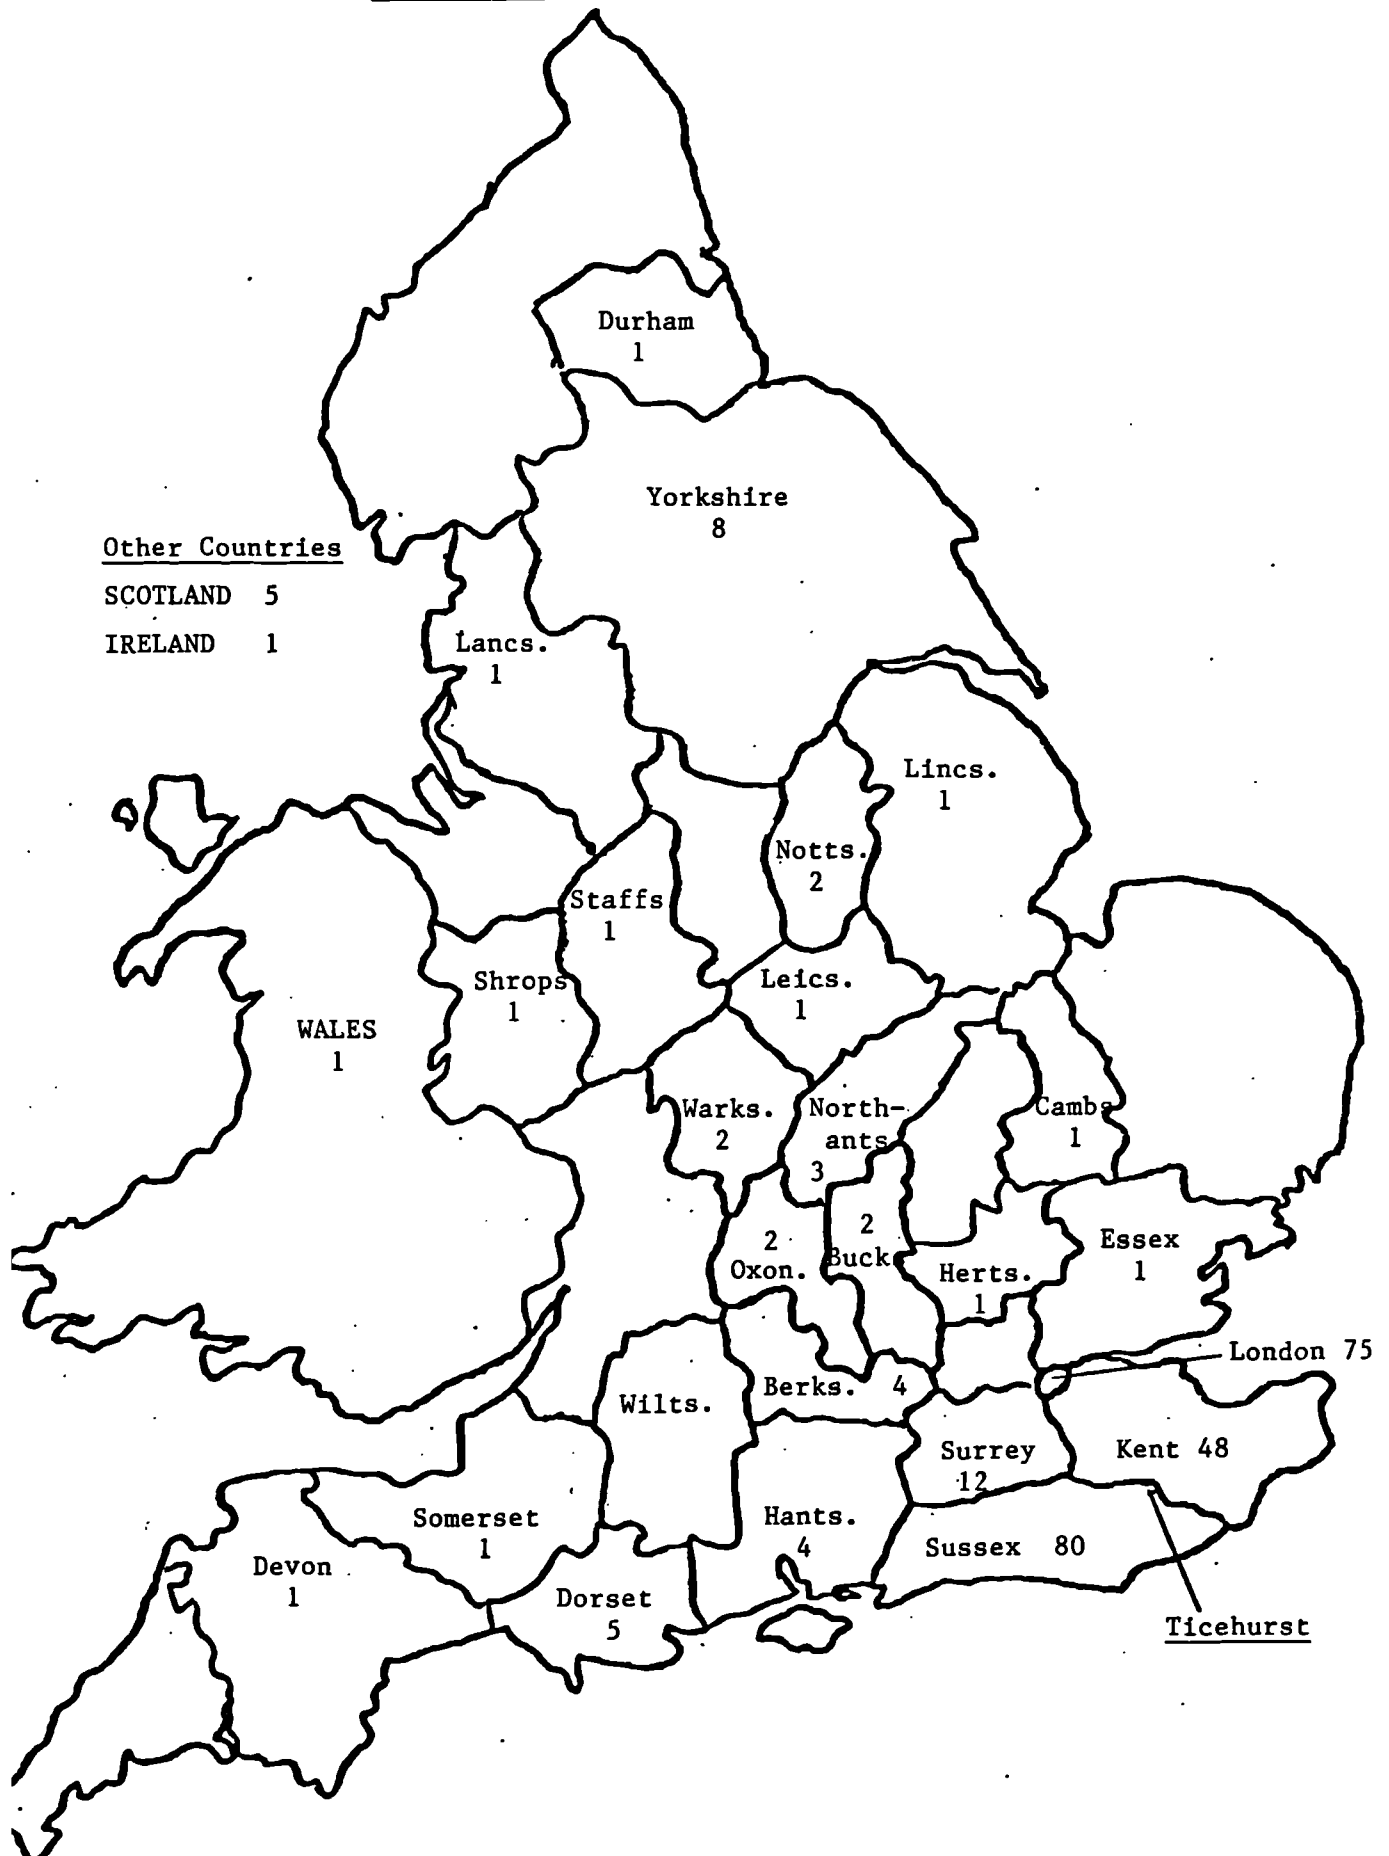 Durham
1
Yorkshire
8
Other Countries
SCOTLAND 5
IRELAND 1
Lancs.
1
Lincs.
1
Notts.
2
Staffs
1
Shrops
1
Leics.
1
WALES
1
Warks.
2
North-
ants
3
Cambs
1
2
Oxon.
2
Buck
Herts.
1
Essex
1
London 75
Berks. 4
Wilts.
Surrey
12
Kent 48
Somerset
1
Hants.
4
Sussex 80
Devon
1
Dorset
5
Ticehurst